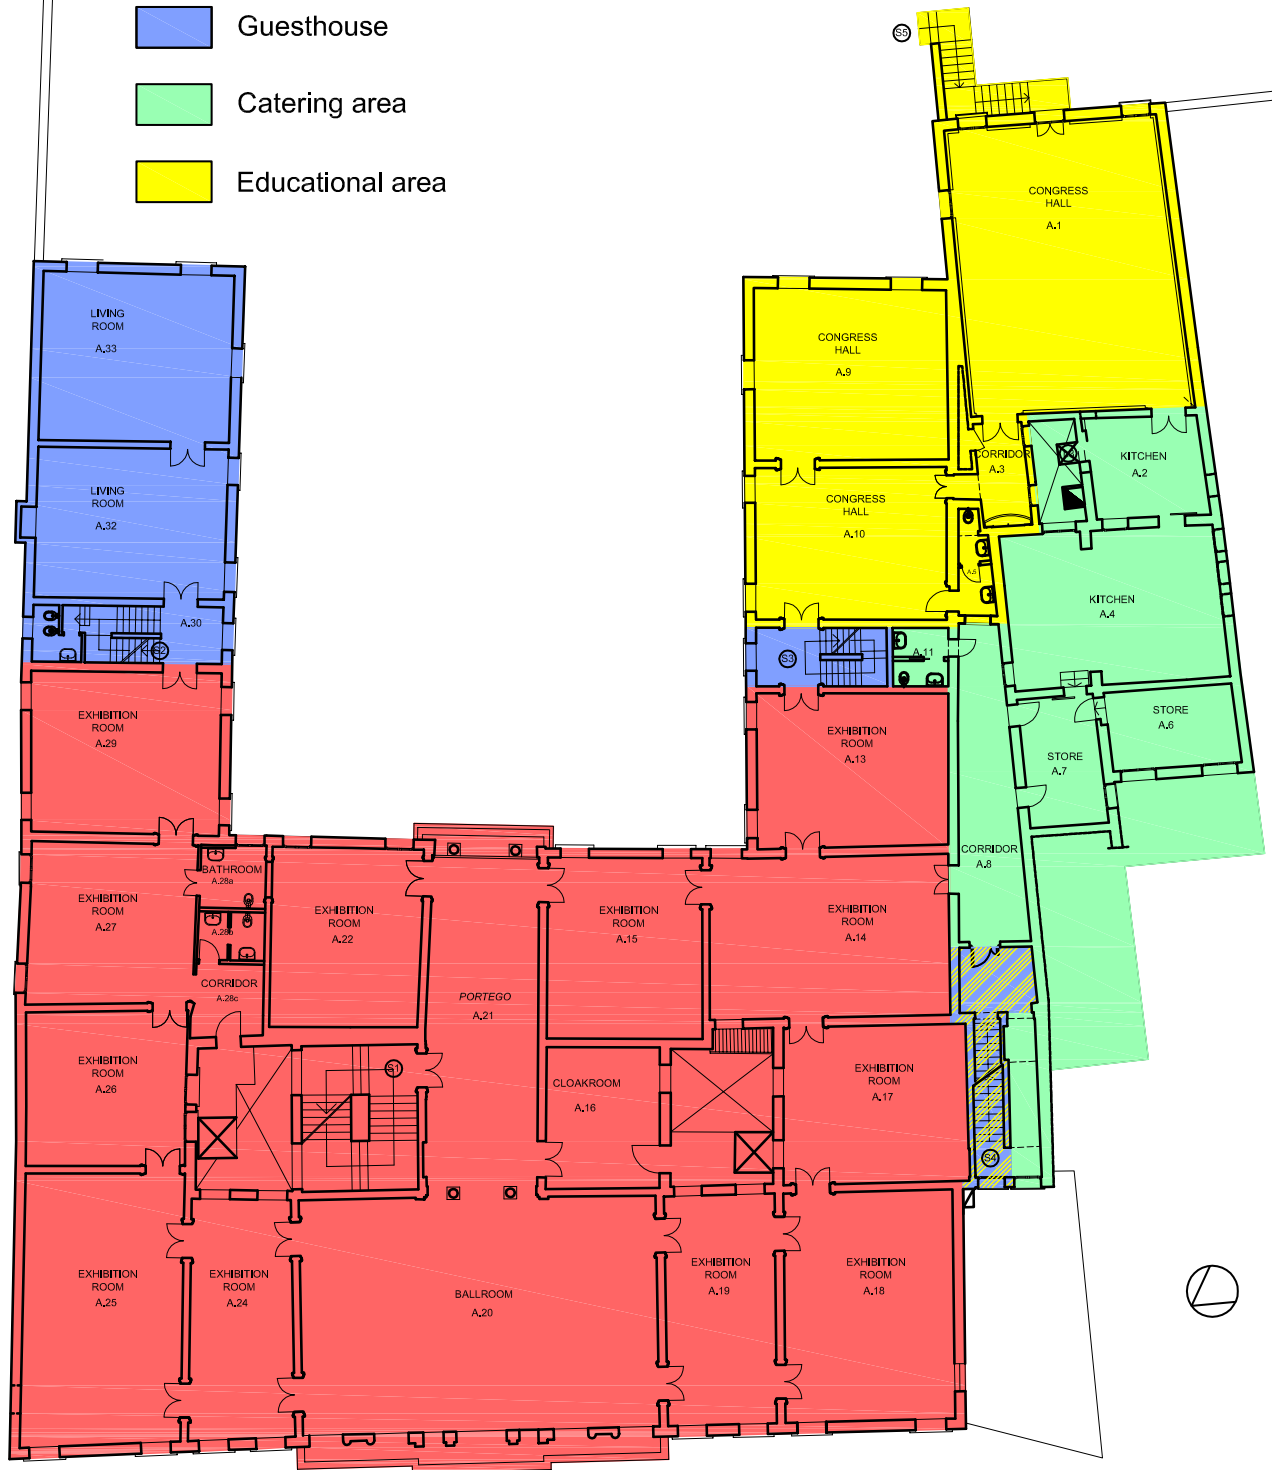 Guesthouse
Catering area
Educational area
S5
CONGRESS
HALL
A.1
LIVING
ROOM
A.33
CONGRESS
HALL
A.9
CORRIDOR
A.3
KITCHEN
A.2
LIVING
ROOM
A.32
CONGRESS
HALL
A.10
A.5
KITCHEN
A.4
A.30
S2
S3
A.11
EXHIBITION
ROOM
A.29
EXHIBITION
ROOM
A.13
STORE
A.6
STORE
A.7
BATHROOM
A.28a
CORRIDOR
A.8
EXHIBITION
ROOM
A.27
A.28b
EXHIBITION
ROOM
A.22
EXHIBITION
ROOM
A.15
EXHIBITION
ROOM
A.14
CORRIDOR
A.28c
PORTEGO
A.21
EXHIBITION
ROOM
A.26
S1
CLOAKROOM
A.16
EXHIBITION
ROOM
A.17
S4
EXHIBITION
ROOM
A.25
EXHIBITION
ROOM
A.24
BALLROOM
A.20
EXHIBITION
ROOM
A.19
EXHIBITION
ROOM
A.18